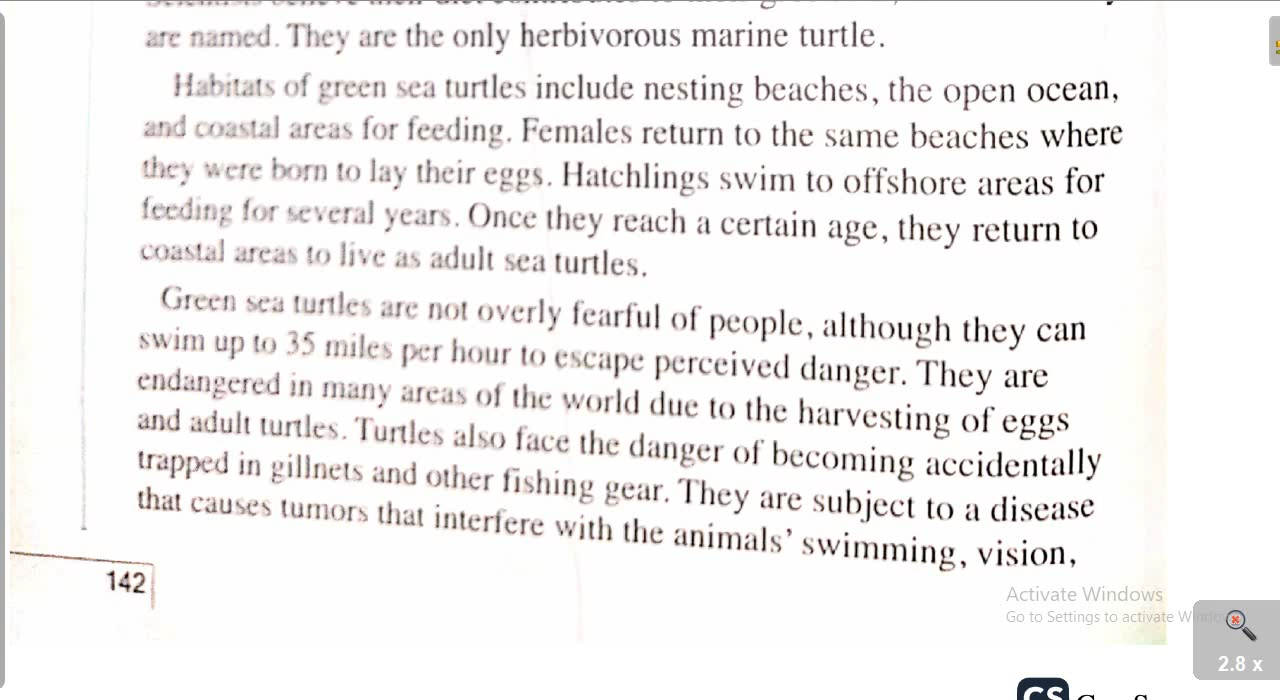 are named. They are the only herbivorous marine turtle.
Habitats of green sea turtles include nesting beaches, the open ocean,
and coastal areas for feeding. Females return to the same beaches where
they were born to lay their eggs. Hatchlings swim to offshore areas for
feeding for several years. Once they reach a certain age, they return to
coastal areas to live as adult sea turtles.
Green sea turtles are not overly fearful of people, although they can
swim up to 35 miles per hour to escape perceived danger. They are
endangered in many areas of the world due to the harvesting of eggs
and adult turtles. Turtles also face the danger of becoming accidentally
trapped in gillnets and other fishing gear. They are subject to a disease
that causes tumors that interfere with the animals’ swimming, vision,
142
Activate Windows
Go to Settings to activate
2.8 x
CS